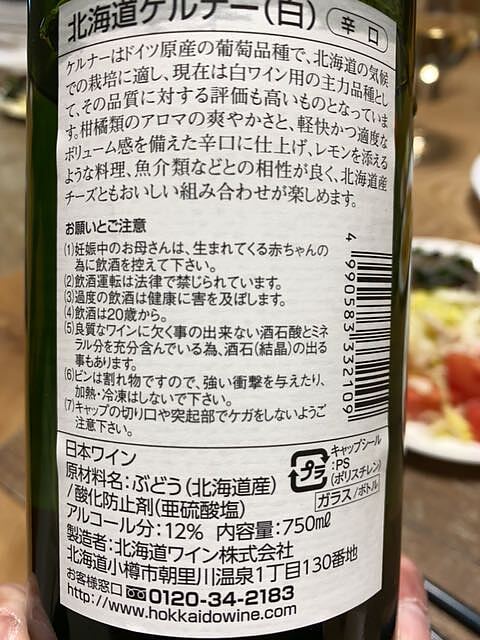 北海道ケルナー(白) 辛口
ケルナーはドイツ原産の葡萄品種で、北海道の気候
での栽培に適し、現在は白ワイン用の主力品種とし
て、その品質に対する評価も高いものとなっていま
す。柑橘類のアロマの爽やかさと、軽快かつ適度な
ボリューム感を備えた辛口に仕上げ、レモンを添える
ような料理、魚介類などとの相性が良く、北海道産
チーズともおいしい組み合わせが楽しめます。
お願いとご注意
(1)妊娠中のお母さんは、生まれてくる赤ちゃんの
為に飲酒を控えて下さい。
(2)飲酒運転は法律で禁じられています。
(3)過度の飲酒は健康に害を及ぼします。
(4)飲酒は20歳から。
(5)良質なワインに欠く事の出来ない酒石酸とミネ
ラル分を充分含んでいる為、酒石(結晶)の出る
事もあります。
(6)ビンは割れ物ですので、強い衝撃を与えたり、
加熱・冷凍はしないで下さい。
(7)キャップの切り口や突起部でケガをしないようご
注意下さい。
4990583332109
日本ワイン
原材料名:ぶどう(北海道産)
/酸化防止剤(亜硫酸塩)
アルコール分:12% 内容量:750㎖
製造者:北海道ワイン株式会社
北海道小樽市朝里川温泉1丁目130番地
お客様窓口 0120-34-2183
http://www.hokkaidowine.com
プラ
キャップシール
:PS
(ポリスチレン)
ガラス/ボトル